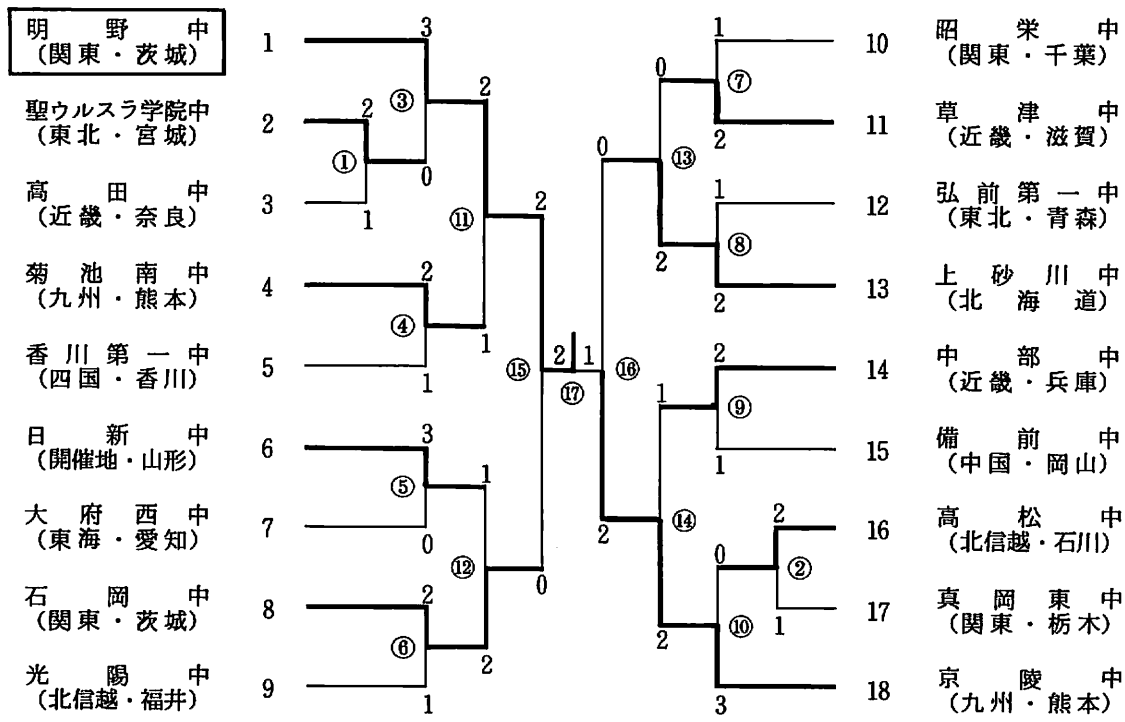 明野中
(関東・茨城)
1
聖ウルスラ学院中
(東北・宮城)
2
高田中
(近畿・奈良)
3
菊池南中
(九州・熊本)
4
香川第一中
(四国・香川)
5
日新中
(開催地・山形)
6
大府西中
(東海・愛知)
7
石岡中
(関東・茨城)
8
光陽中
(北信越・福井)
9
3
③
2
2
①
0
1
⑪
2
2
④
1
1
⑮
3
⑤
1
0
⑫
0
2
⑥
2
1
2
1
⑰
0
⑯
2
0
⑬
2
1
⑦
2
1
⑧
2
1
⑭
2
2
⑨
1
0
⑩
3
2
②
1
10
昭栄中
(関東・千葉)
11
草津中
(近畿・滋賀)
12
弘前第一中
(東北・青森)
13
上砂川中
(北海道)
14
中部中
(近畿・兵庫)
15
備前中
(中国・岡山)
16
高松中
(北信越・石川)
17
真岡東中
(関東・栃木)
18
京陵中
(九州・熊本)